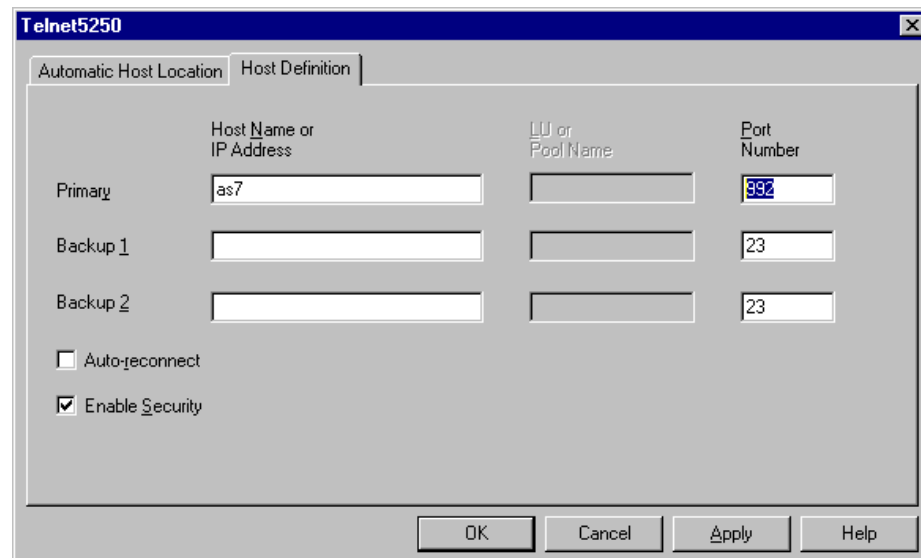 Telnet5250
Automatic Host Location
Host Definition
Host Name or
IP Address
LU or
Pool Name
Port
Number
Primary
as7
992
Backup 1
23
Backup 2
23
Auto-reconnect
Enable Security
OK
Cancel
Apply
Help